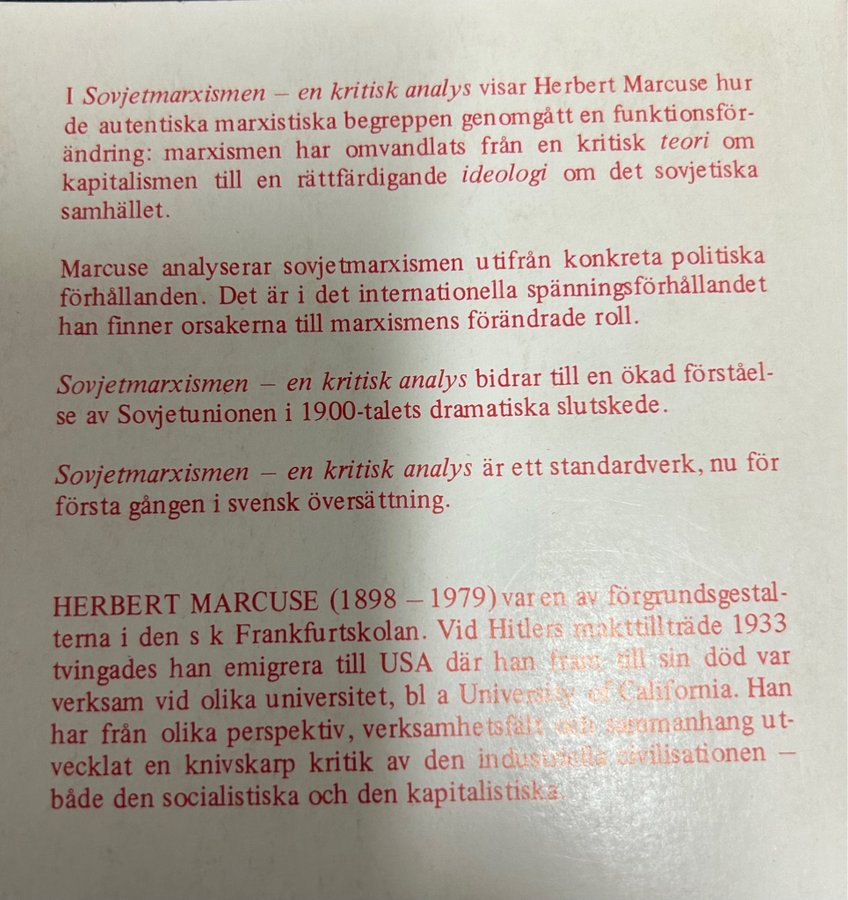 I Sovjetmarxismen – en kritisk analys visar Herbert Marcuse hur
de autentiska marxistiska begreppen genomgått en funktionsför-
ändring: marxismen har omvandlats från en kritisk teori om
kapitalismen till en rättfärdigande ideologi om det sovjetiska
samhället.
Marcuse analyserar sovjetmarxismen utifrån konkreta politiska
förhållanden. Det är i det internationella spänningsförhållandet
han finner orsakerna till marxismens förändrade roll.
Sovjetmarxismen – en kritisk analys bidrar till en ökad förståel-
se av Sovjetunionen i 1900-talets dramatiska slutskede.
Sovjetmarxismen – en kritisk analys är ett standardverk, nu för
första gången i svensk översättning.
HERBERT MARCUSE (1898 – 1979) var en av förgrundsgestal-
terna i den s k Frankfurtskolan. Vid Hitlers makttillträde 1933
tvingades han emigrera till USA där han fram till sin död var
verksam vid olika universitet, bl a University of California. Han
har från olika perspektiv, verksamhetsfält och sammanhang ut-
vecklat en knivskarp kritik av den industriella civilisationen –
både den socialistiska och den kapitalistiska.